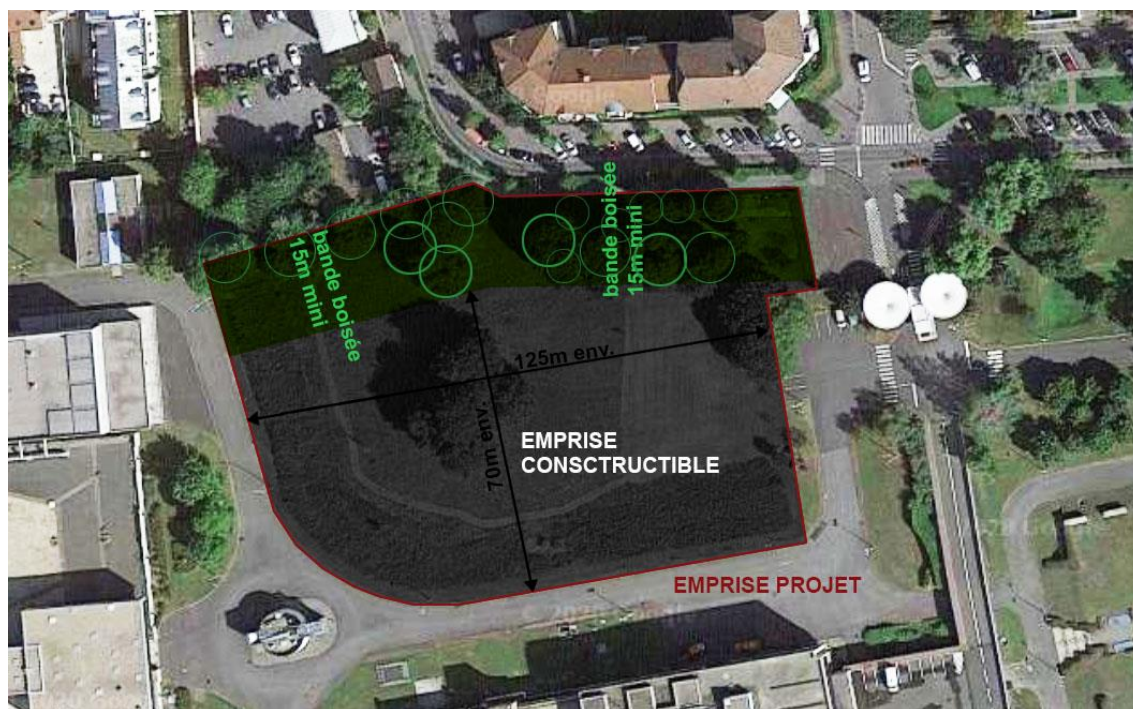 bande boisée
15m mini
bande boisée
15m mini
125m env.
70m env.
EMPRISE
CONSCTRUCTIBLE
EMPRISE PROJET